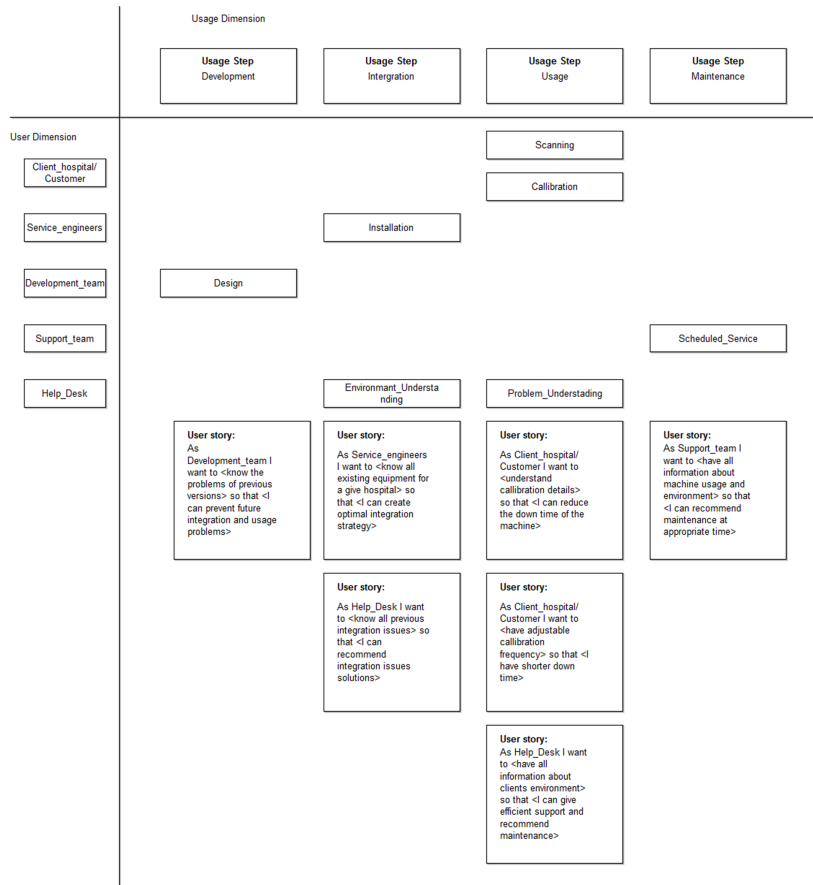 Usage Dimension
Usage Step
Development
Usage Step
Intergration
Usage Step
Usage
Usage Step
Maintenance
User Dimension
Scanning
Client_hospital/
Customer
Callibration
Service_engineers
Installation
Development_team
Design
Support_team
Scheduled_Service
Help_Desk
Environmant_Understa
nding
Problem_Understading
User story:
As
Development_team I
want to <know the
problems of previous
versions> so that <I
can prevent future
integration and usage
problems>
User story:
As Service_engineers
I want to <know all
existing equipment for
a give hospital> so
that <I can create
optimal integration
strategy>
User story:
As Client_hospital/
Customer I want to
<understand
callibration details>
so that <I can reduce
the down time of the
machine>
User story:
As Support_team I
want to <have all
information about
machine usage and
environment> so that
<I can recommend
maintenance at
appropriate time>
User story:
As Help_Desk I want
to <know all previous
integration issues> so
that <I can
recommend
integration issues
solutions>
User story:
As Client_hospital/
Customer I want to
<have adjustable
callibration
frequency> so that <I
have shorter down
time>
User story:
As Help_Desk I want
to <have all
information about
clients environment>
so that <I can give
efficient support and
recommend
maintenance>